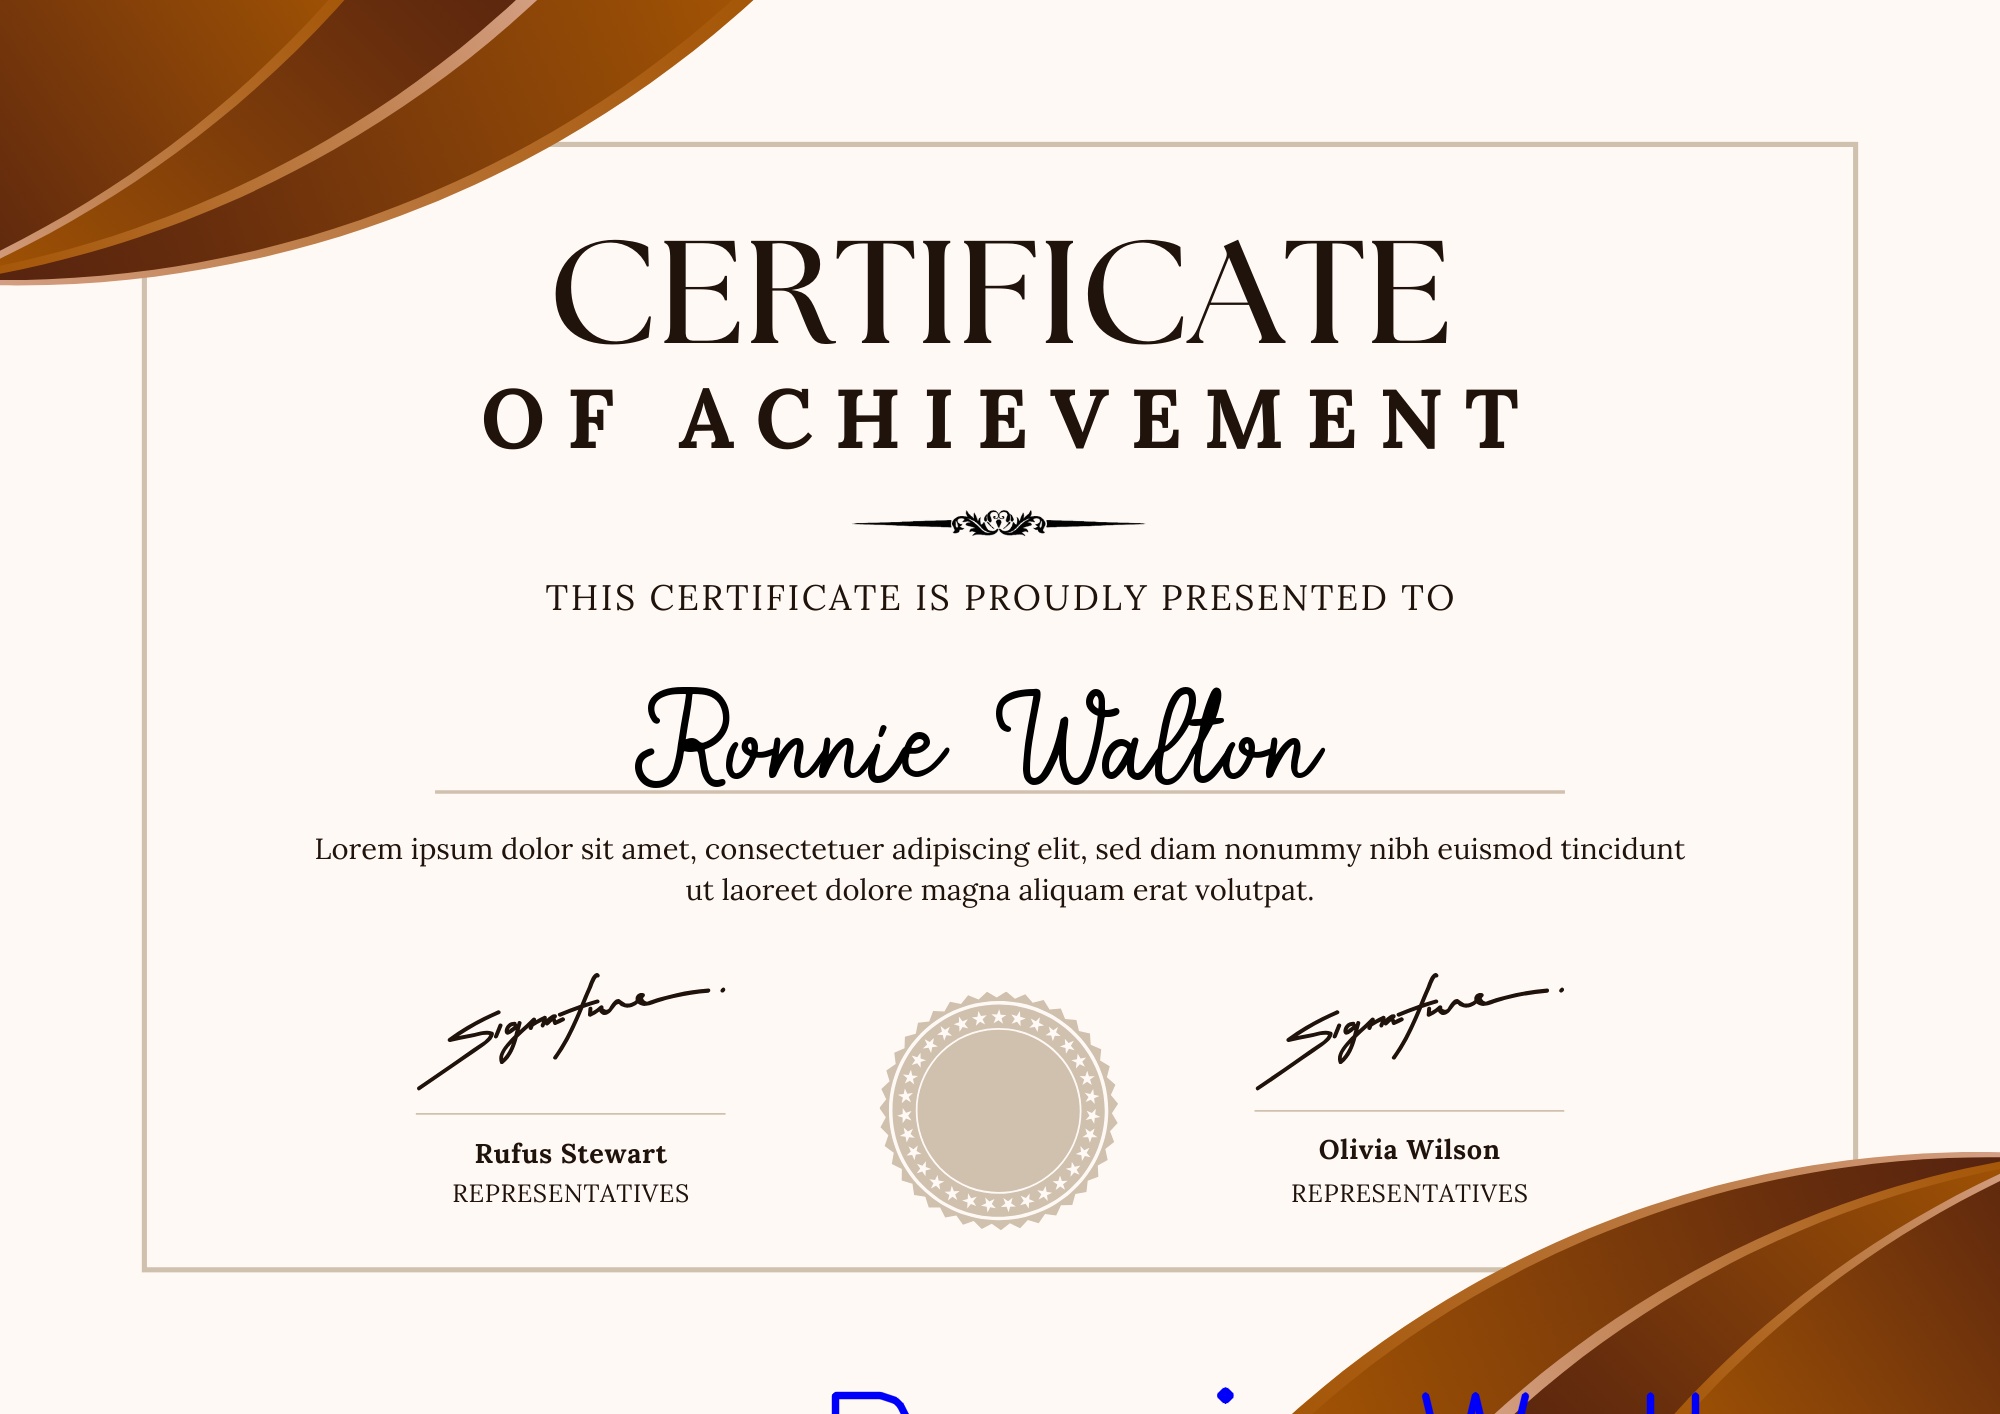 CERTIFICATE
OF ACHIEVEMENT
THIS CERTIFICATE IS PROUDLY PRESENTED TO
Ronnie Walton
Lorem ipsum dolor sit amet, consectetuer adipiscing elit, sed diam nonummy nibh euismod tincidunt
ut laoreet dolore magna aliquam erat volutpat.
Signature
Signature
Rufus Stewart
Olivia Wilson
REPRESENTATIVES
REPRESENTATIVES